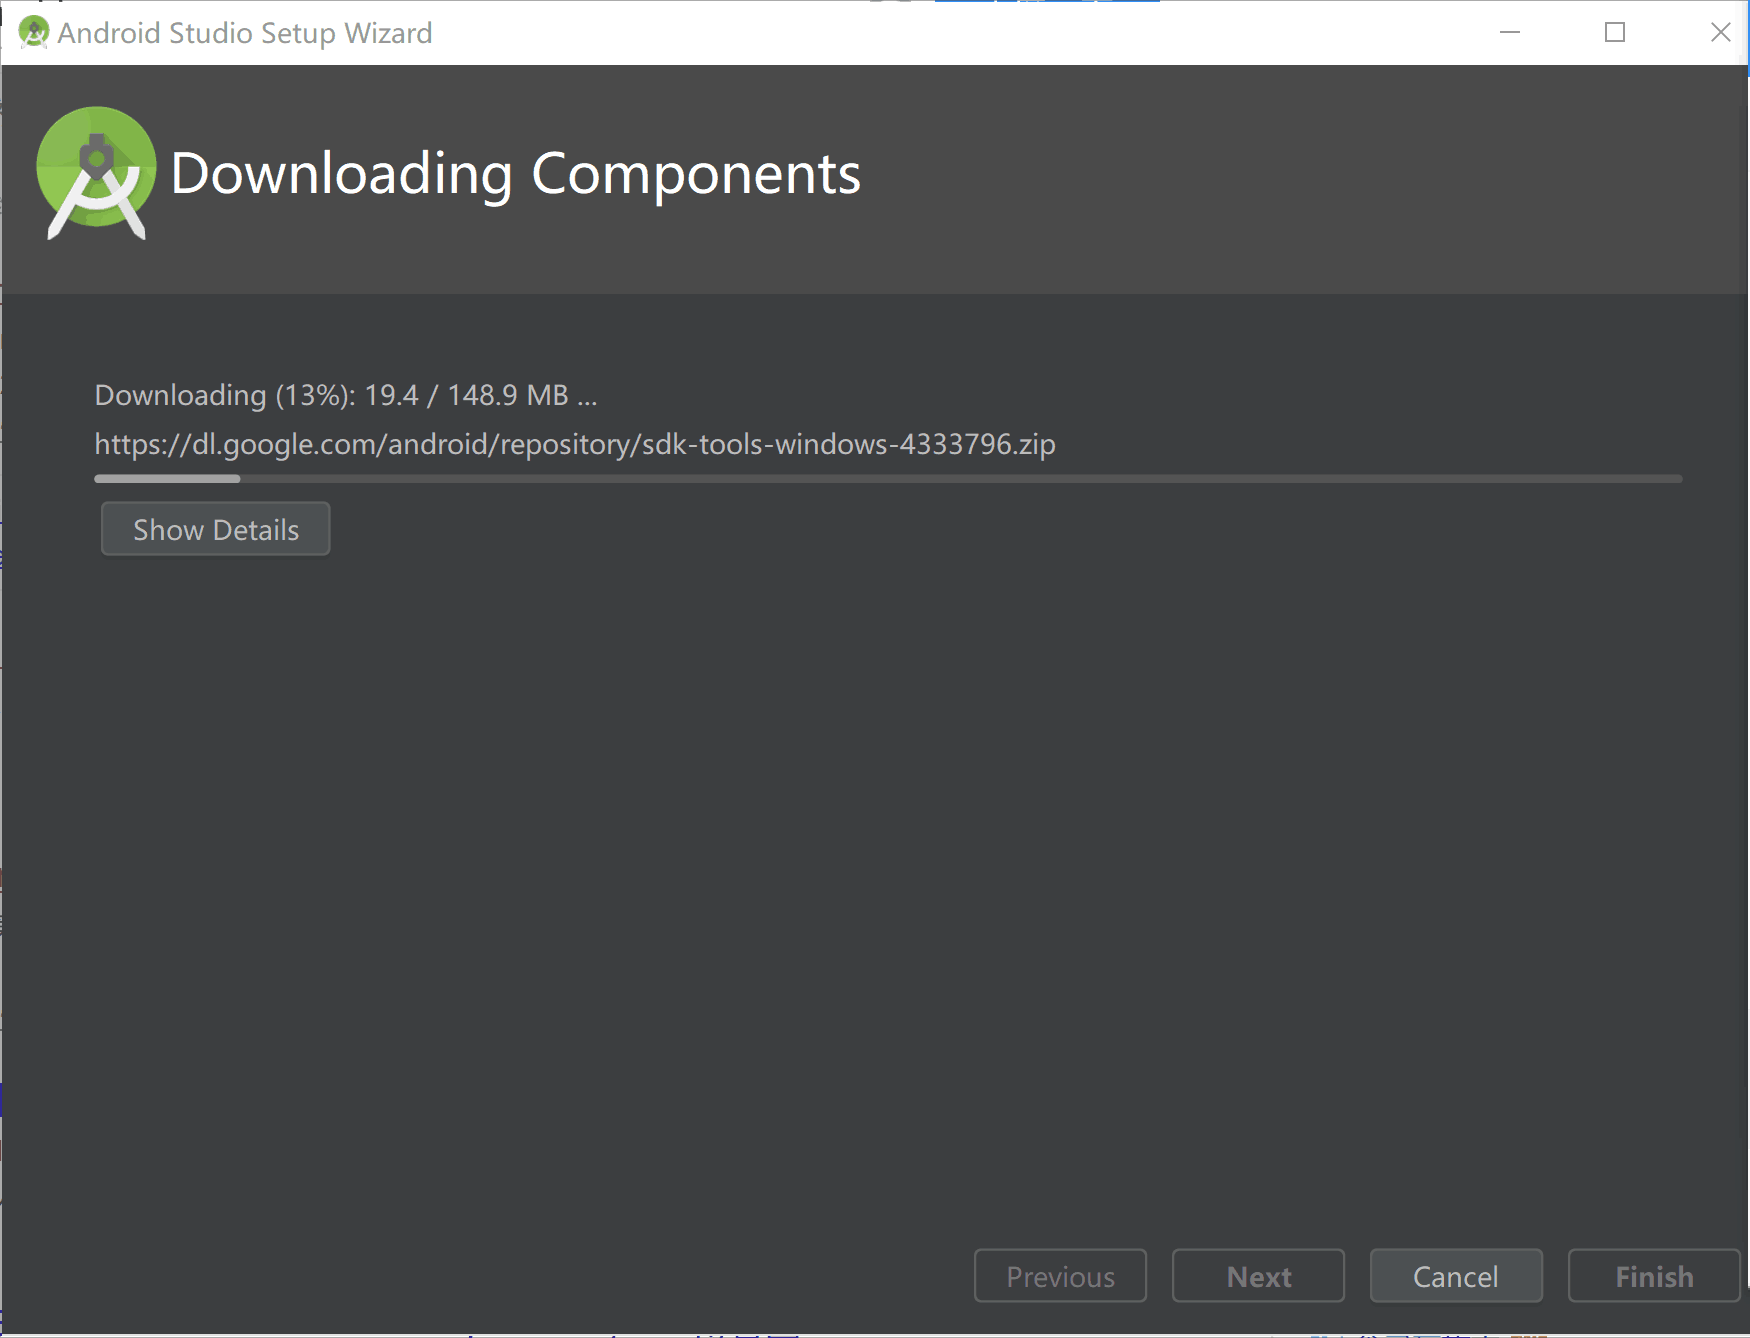 Android Studio Setup Wizard
Downloading Components
Downloading (13%): 19.4 / 148.9 MB ...
https://dl.google.com/android/repository/sdk-tools-windows-4333796.zip
Show Details
Previous
Next
Cancel
Finish